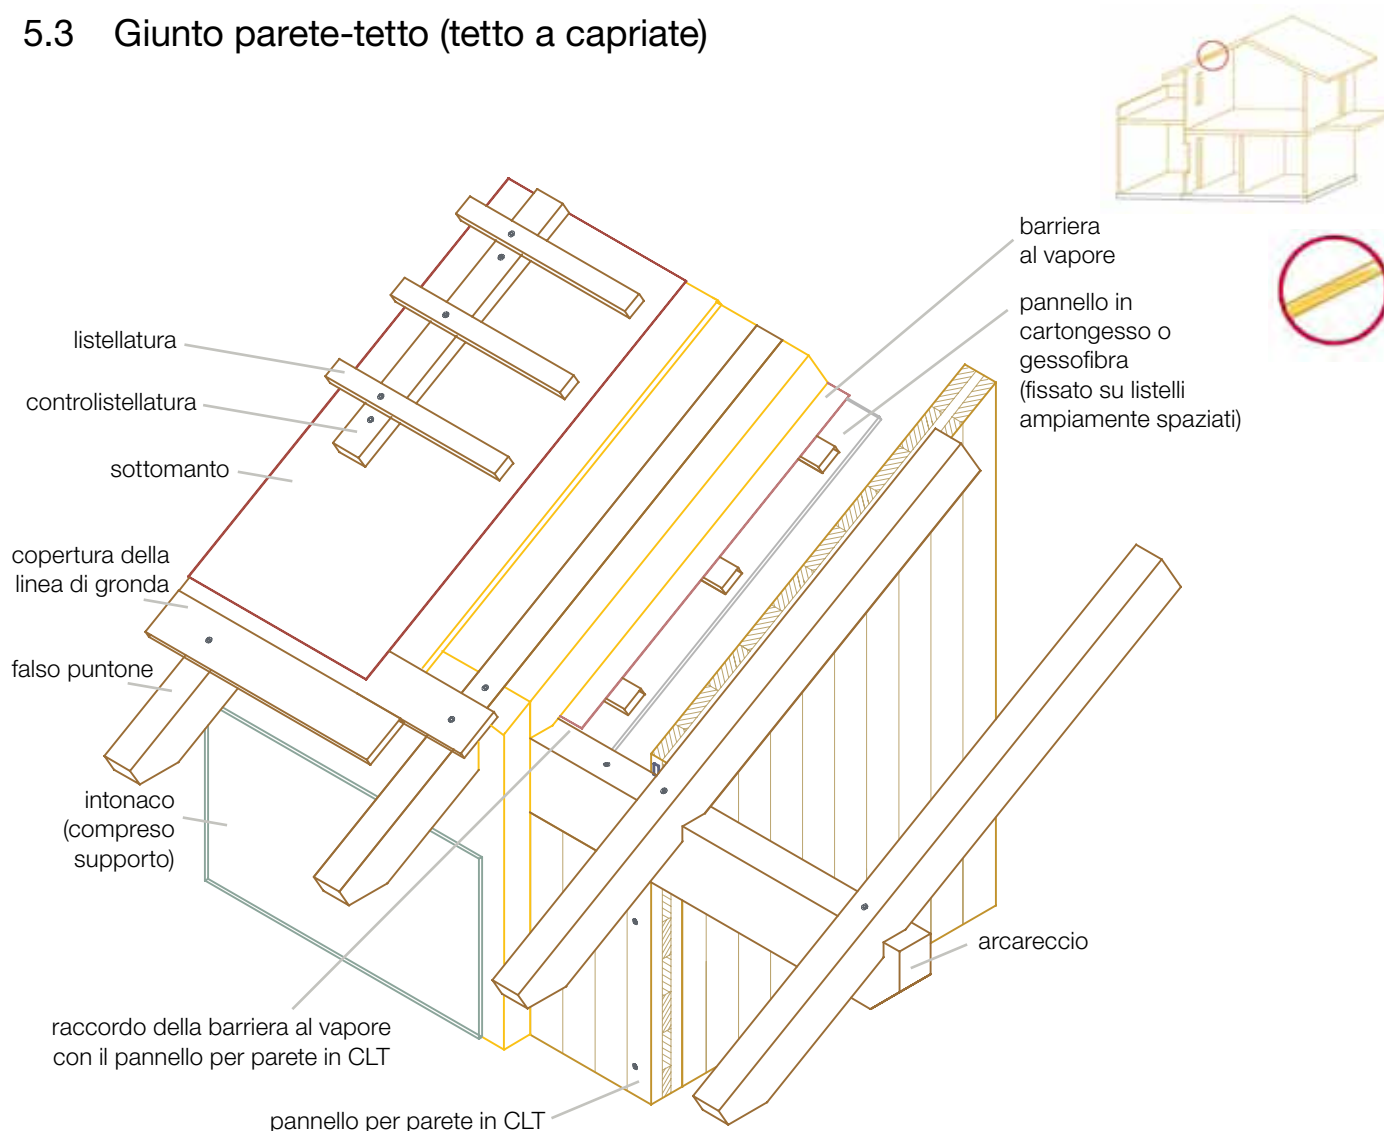 5.3 Giunto parete-tetto (tetto a capriate)
barriera
al vapore
pannello in
cartongesso o
gessofibra
(fissato su listelli
ampiamente spaziati)
listellatura
controlistellatura
sottomanto
copertura della
linea di gronda
falso puntone
intonaco
(compreso
supporto)
arcareccio
raccordo della barriera al vapore
con il pannello per parete in CLT
pannello per parete in CLT